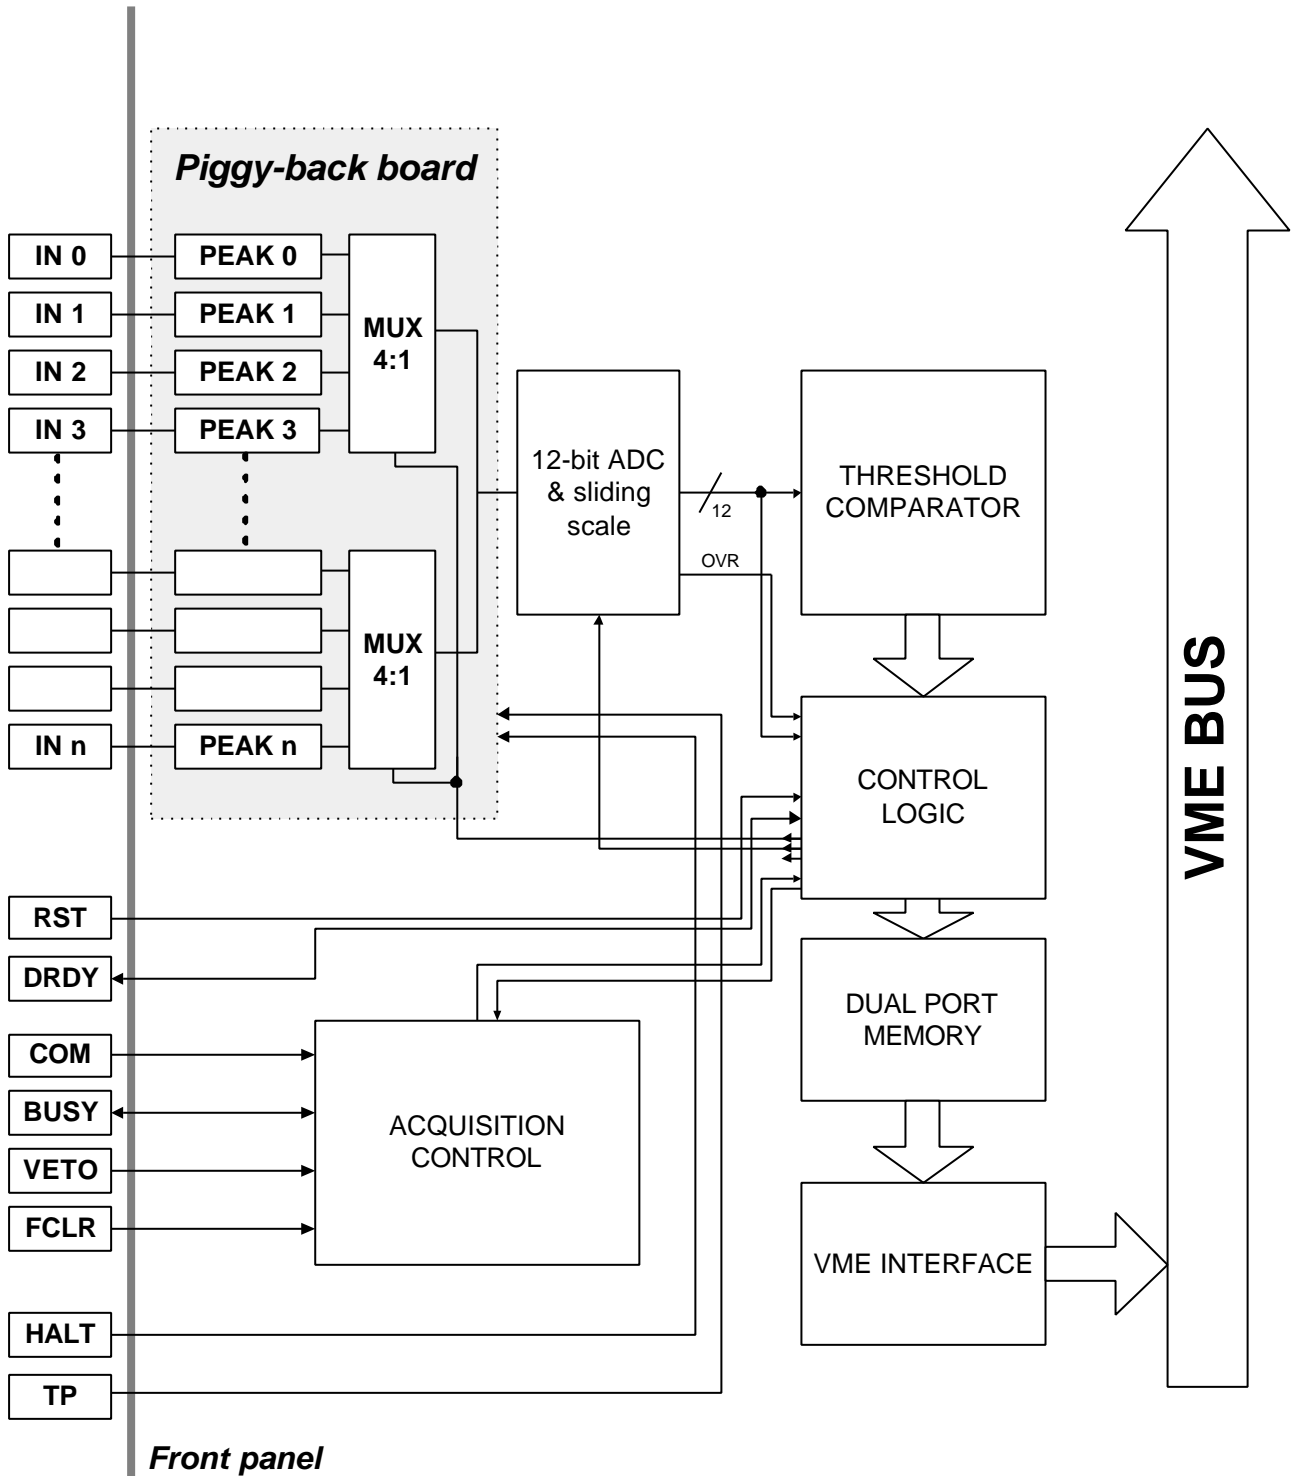 Piggy-back board
IN 0
PEAK 0
IN 1
PEAK 1
IN 2
PEAK 2
IN 3
PEAK 3
MUX
4:1
12-bit ADC
& sliding
scale
12
OVR
THRESHOLD
COMPARATOR
MUX
4:1
IN n
PEAK n
CONTROL
LOGIC
VME BUS
RST
DRDY
COM
BUSY
VETO
FCLR
ACQUISITION
CONTROL
DUAL PORT
MEMORY
VME INTERFACE
HALT
TP
Front panel